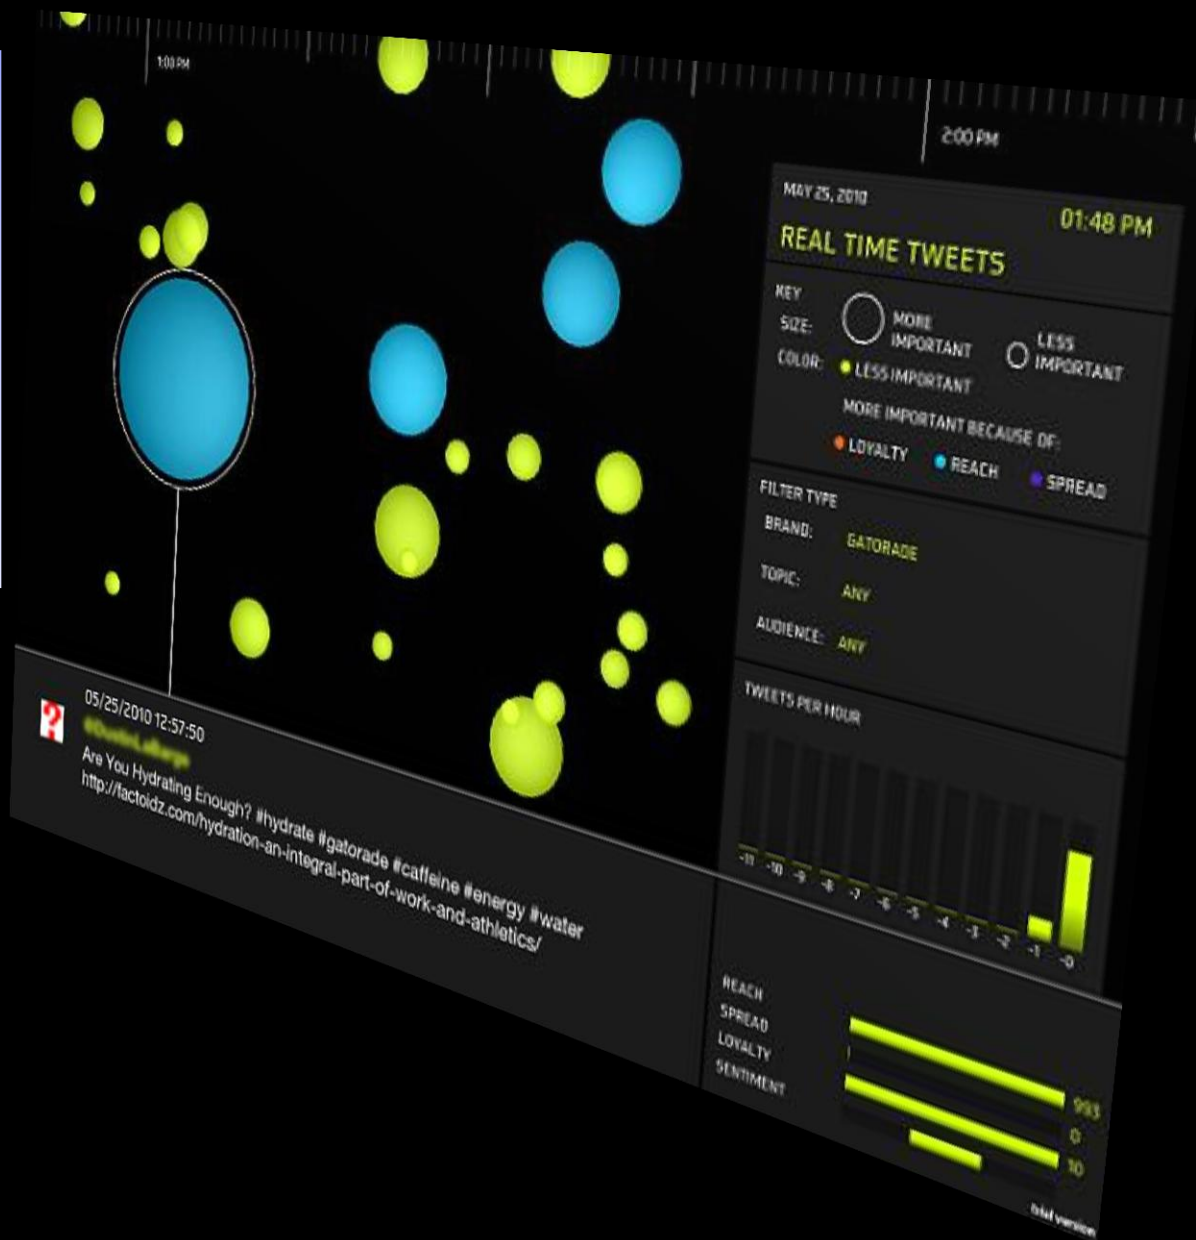 1:00 PM
2:00 PM
MAY 25, 2010
01:48 PM
REAL TIME TWEETS
KEY
SIZE:
MORE
IMPORTANT
LESS
IMPORTANT
COLOR:
LESS IMPORTANT
MORE IMPORTANT BECAUSE OF:
LOYALTY
REACH
SPREAD
FILTER TYPE
BRAND: GATORADE
TOPIC: ANY
AUDIENCE: ANY
TWEETS PER HOUR
-11 -10 -9 -8 -7 -6 -5 -4 -3 -2 -1 -0
?
05/25/2010 12:57:50
Are You Hydrating Enough? #hydrate #gatorade #caffeine #energy #water
http://factoidz.com/hydration-an-integral-part-of-work-and-athletics/
REACH 993
SPREAD 0
LOYALTY 10
SENTIMENT
trial version